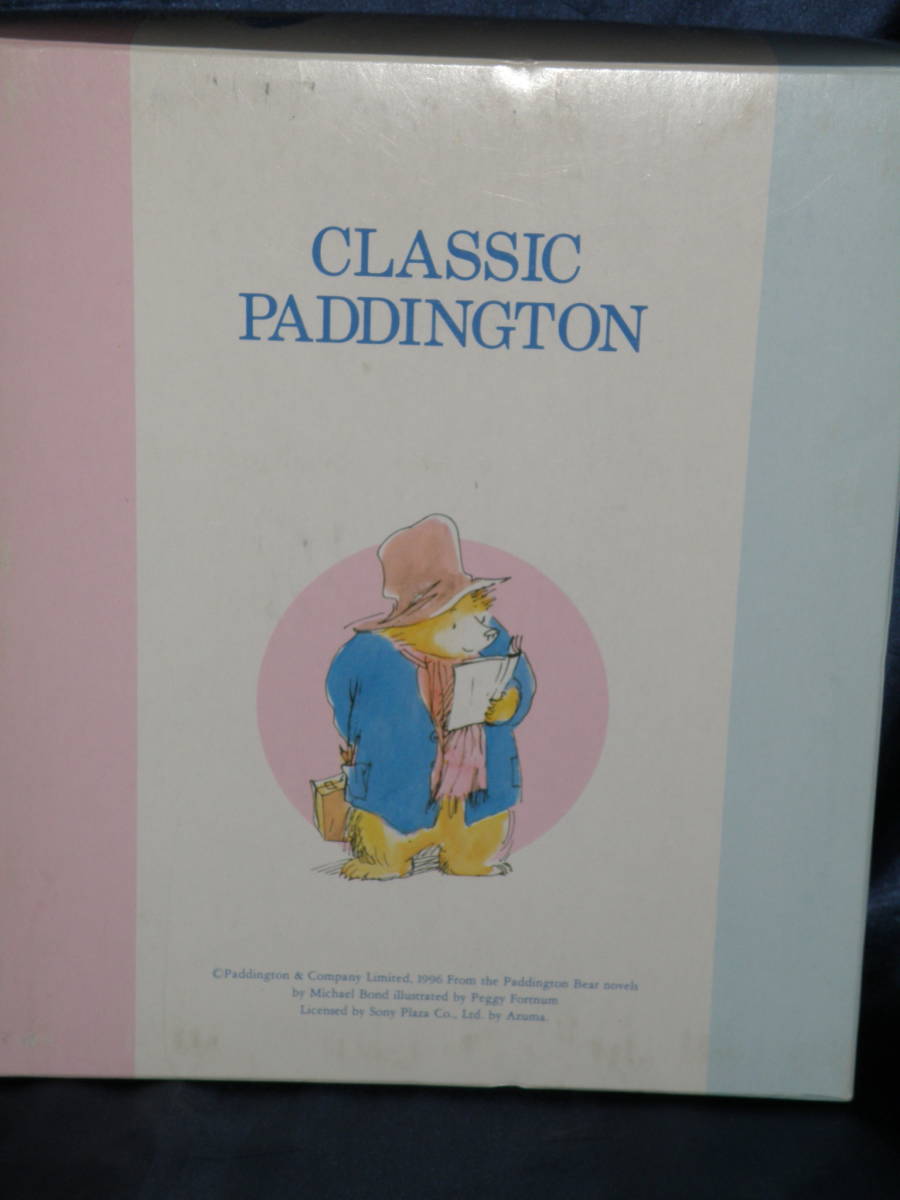 CLASSIC
PADDINGTON
©Paddington & Company Limited, 1996 From the Paddington Bear novels
by Michael Bond illustrated by Peggy Fortnum
Licensed by Sony Plaza Co., Ltd. by Azuma.